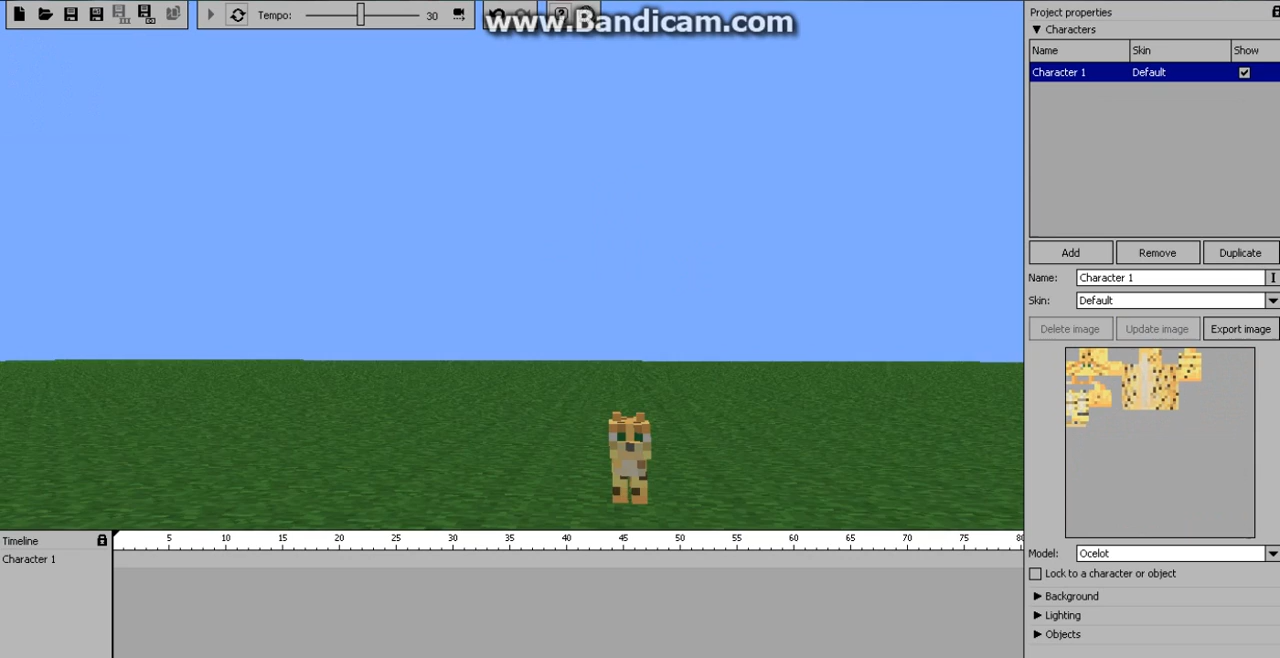 Tempo: 30
www.Bandicam.com
Project properties
Characters
Name Skin Show
Character 1 Default
Add Remove Duplicate
Name: Character 1
Skin: Default
Delete image Update image Export image
Model: Ocelot
Lock to a character or object
Background
Lighting
Objects
Timeline 5 10 15 20 25 30 35 40 45 50 55 60 65 70 75 80
Character 1